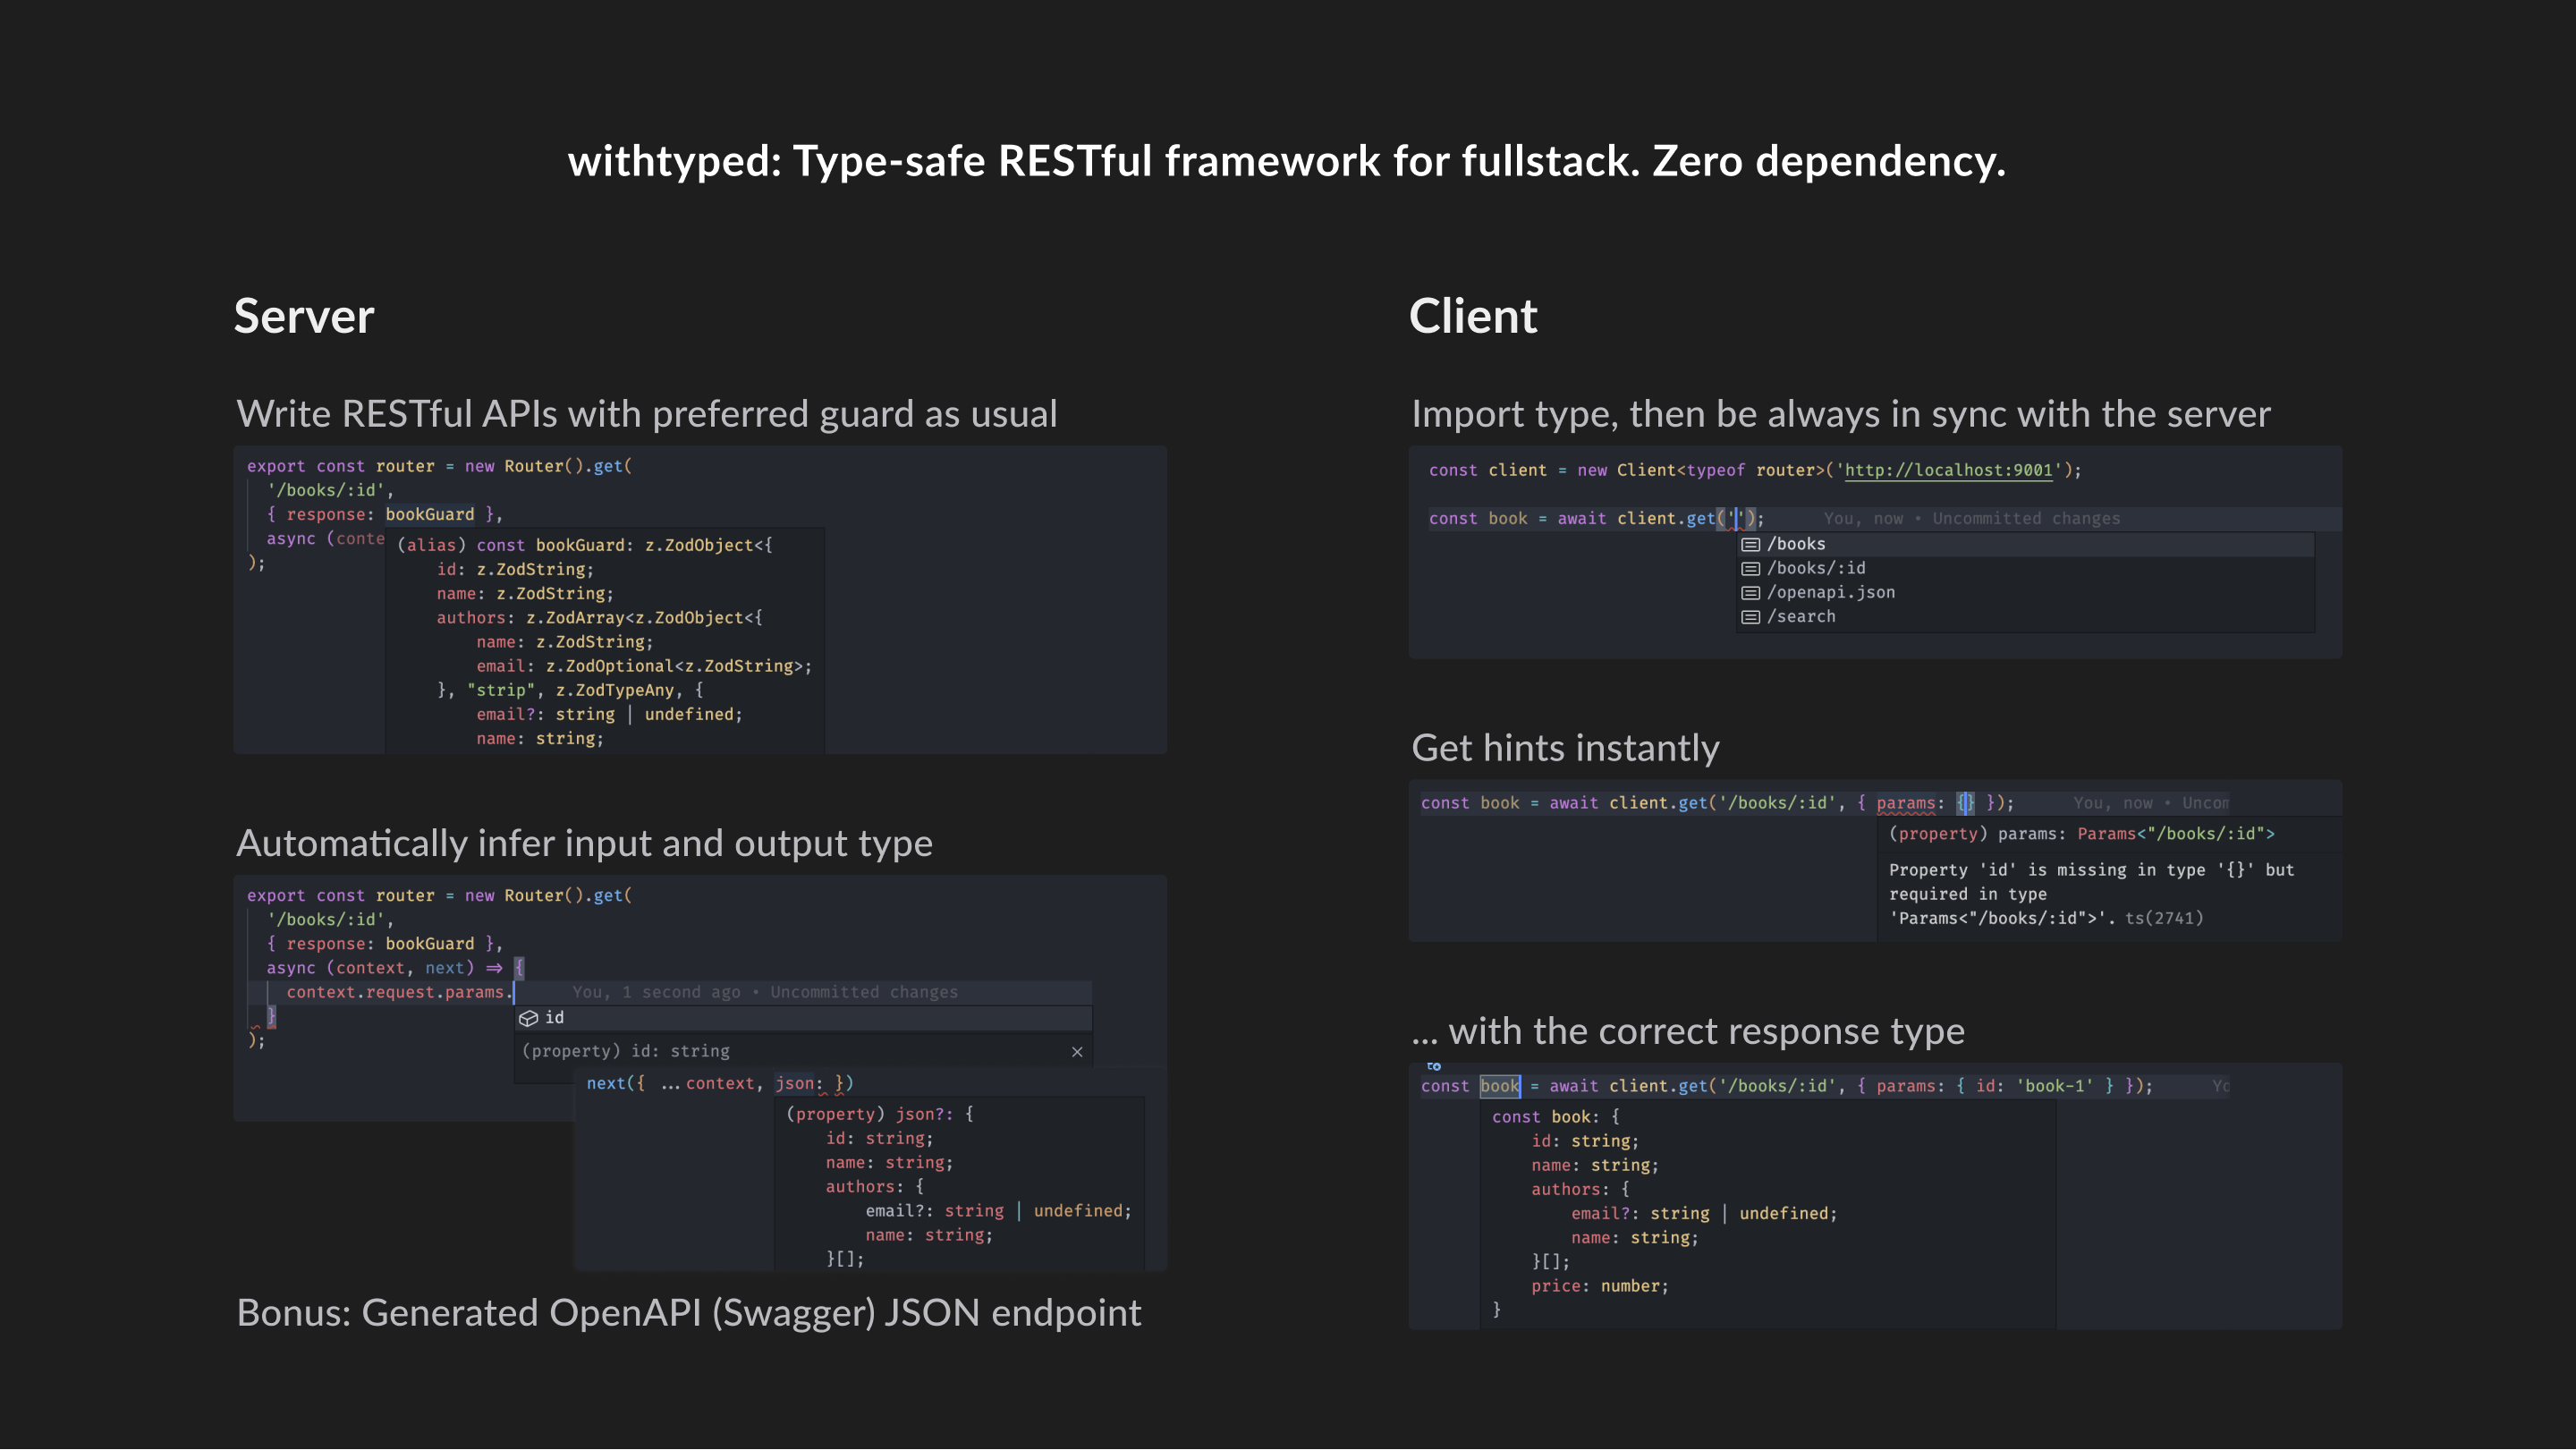 withtyped: Type-safe RESTful framework for fullstack. Zero dependency.
Server
Write RESTful APIs with preferred guard as usual
export const router = new Router().get(
'/books/:id',
{ response: bookGuard },
async (conte
);
(alias) const bookGuard: z.ZodObject<{
id: z.ZodString;
name: z.ZodString;
authors: z.ZodArray<z.ZodObject<{
name: z.ZodString;
email: z.ZodOptional<z.ZodString>;
}, "strip", z.ZodTypeAny, {
email?: string | undefined;
name: string;
Automatically infer input and output type
export const router = new Router().get(
'/books/:id',
{ response: bookGuard },
async (context, next) ⇒ {
context.request.params. You, 1 second ago • Uncommitted changes
}
);
id
(property) id: string
next({ ...context, json: })
(property) json?: {
id: string;
name: string;
authors: {
email?: string | undefined;
name: string;
}[];
Bonus: Generated OpenAPI (Swagger) JSON endpoint
Client
Import type, then be always in sync with the server
const client = new Client<typeof router>('http://localhost:9001');
const book = await client.get(''); You, now • Uncommitted changes
/books
/books/:id
/openapi.json
/search
Get hints instantly
const book = await client.get('/books/:id', { params: {} }); You, now • Uncom
(property) params: Params<"/books/:id">
Property 'id' is missing in type '{}' but
required in type
'Params<"/books/:id">'. ts(2741)
... with the correct response type
const book = await client.get('/books/:id', { params: { id: 'book-1' } }); Yo
const book: {
id: string;
name: string;
authors: {
email?: string | undefined;
name: string;
}[];
price: number;
}